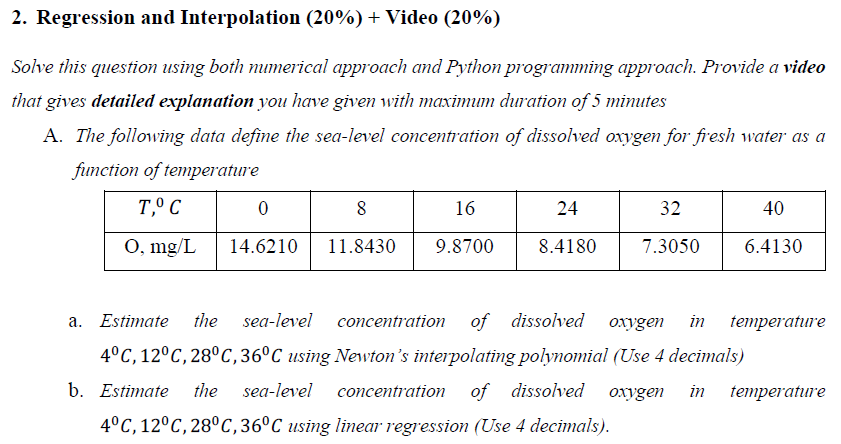 2. Regression and Interpolation (20%) + Video (20%)
Solve this question using both numerical approach and Python programming approach. Provide a video
that gives detailed explanation you have given with maximum duration of 5 minutes
A. The following data define the sea-level concentration of dissolved oxygen for fresh water as a
function of temperature
T,⁰ C 0 8 16 24 32 40
O, mg/L 14.6210 11.8430 9.8700 8.4180 7.3050 6.4130
a. Estimate the sea-level concentration of dissolved oxygen in temperature
4⁰C, 12⁰C, 28⁰C, 36⁰C using Newton's interpolating polynomial (Use 4 decimals)
b. Estimate the sea-level concentration of dissolved oxygen in temperature
4⁰C, 12⁰C, 28⁰C, 36⁰C using linear regression (Use 4 decimals).